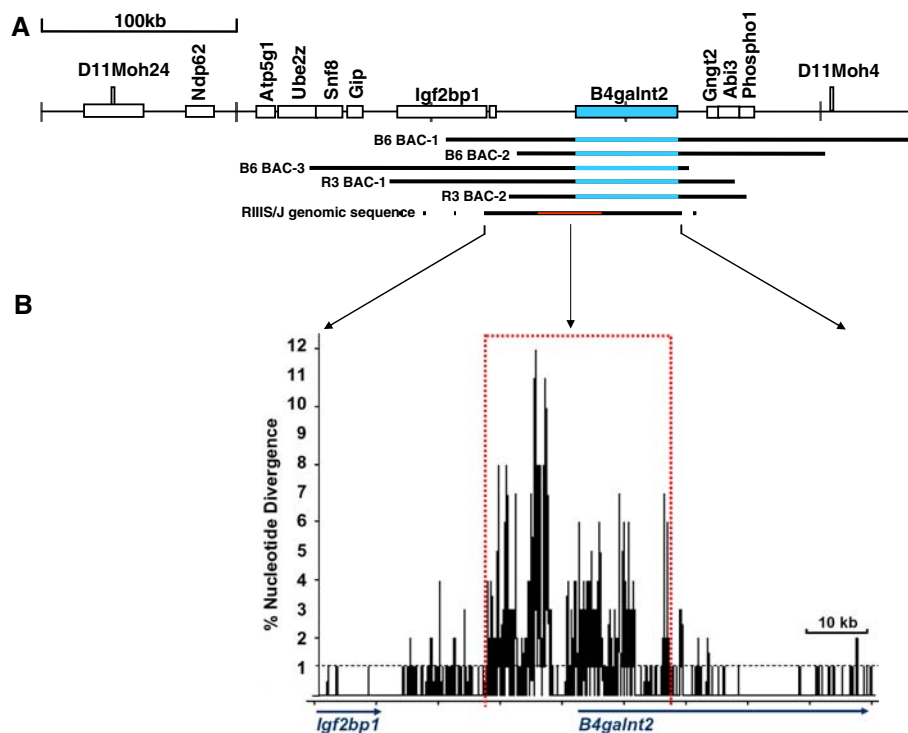 A
100kb
D11Moh24
Ndp62
Atp5g1
Ube2z
Snf8
Gip
Igf2bp1
B4galnt2
Gngt2
Abi3
Phospho1
D11Moh4
B6 BAC-1
B6 BAC-2
B6 BAC-3
R3 BAC-1
R3 BAC-2
RIIIS/J genomic sequence
B
% Nucleotide Divergence
12
11
10
9
8
7
6
5
4
3
2
1
10 kb
Igf2bp1
B4galnt2